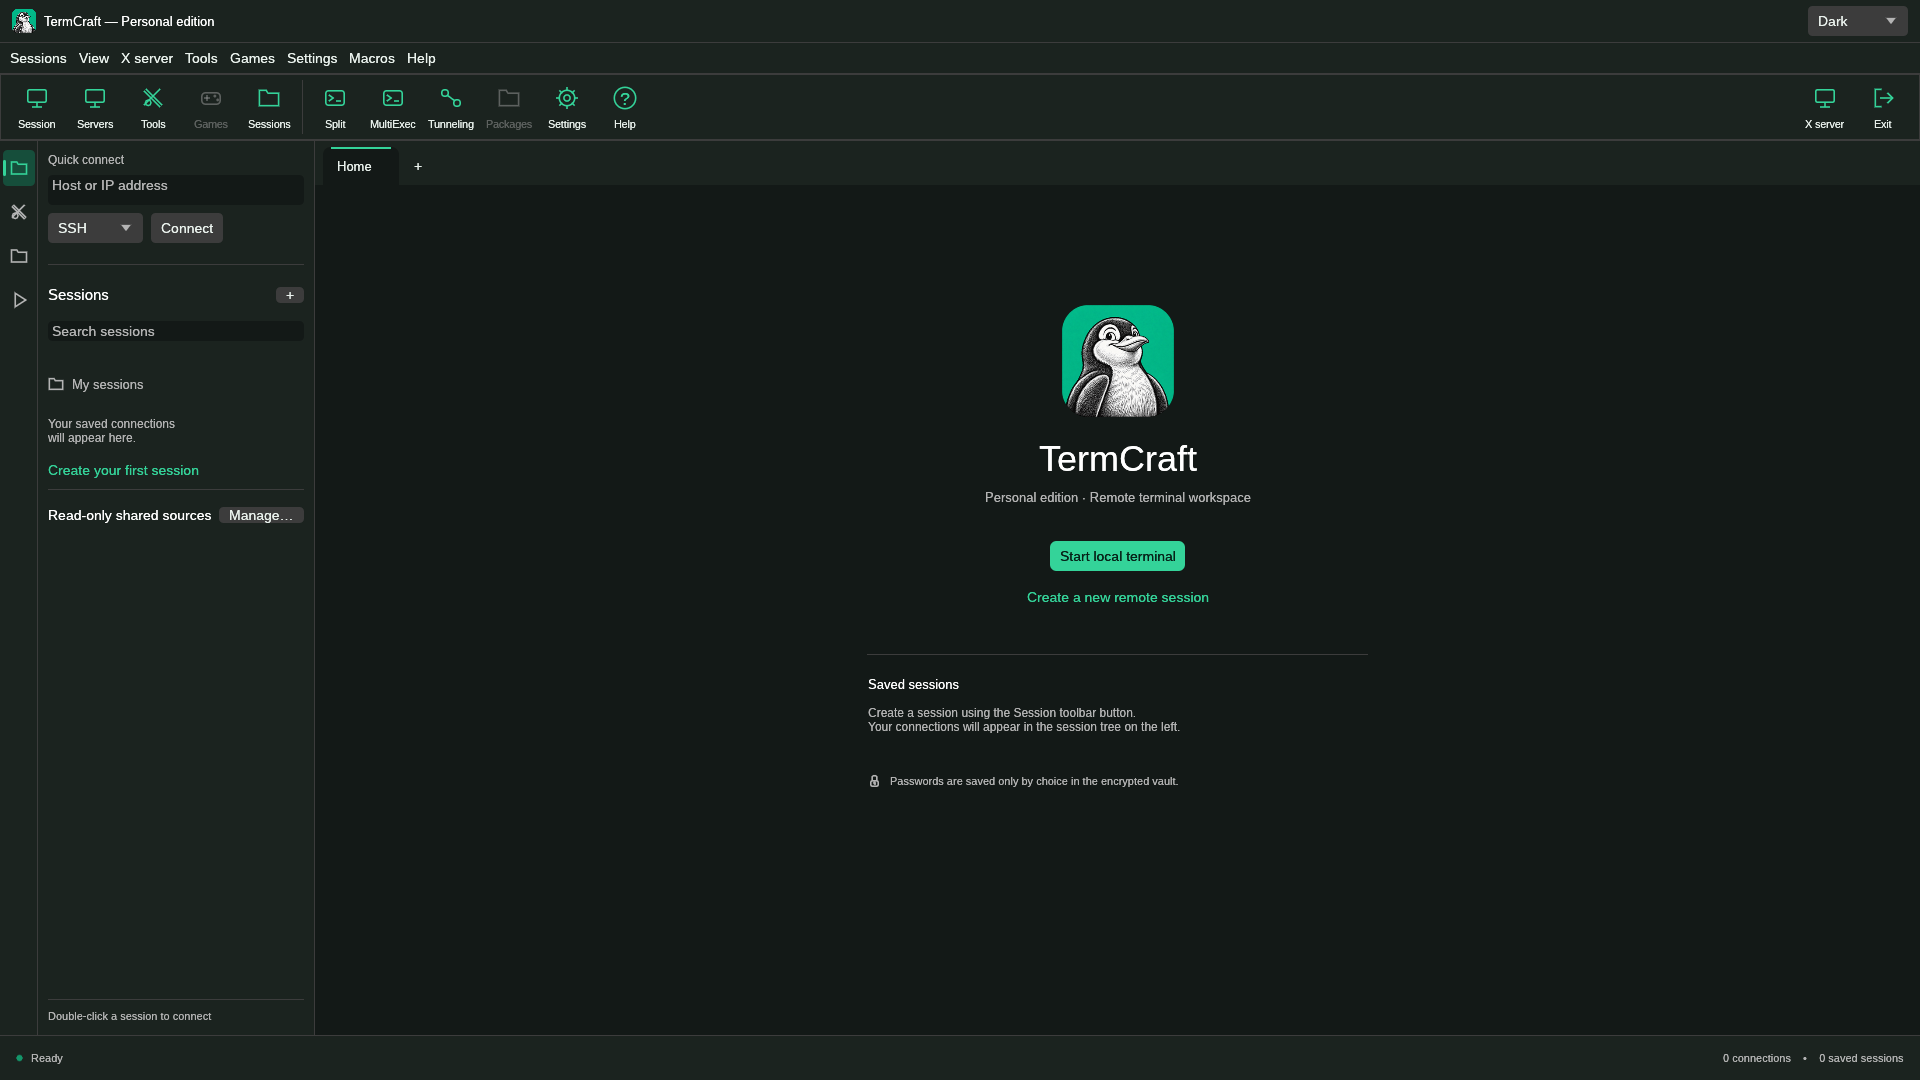 TermCraft — Personal edition
Dark
Sessions View X server Tools Games Settings Macros Help
Session Servers Tools Games Sessions Split MultiExec Tunneling Packages Settings Help X server Exit
Quick connect
Host or IP address
SSH Connect
Sessions +
Search sessions
My sessions
Your saved connections
will appear here.
Create your first session
Read-only shared sources Manage…
Double-click a session to connect
Home +
TermCraft
Personal edition · Remote terminal workspace
Start local terminal
Create a new remote session
Saved sessions
Create a session using the Session toolbar button.
Your connections will appear in the session tree on the left.
Passwords are saved only by choice in the encrypted vault.
Ready
0 connections • 0 saved sessions